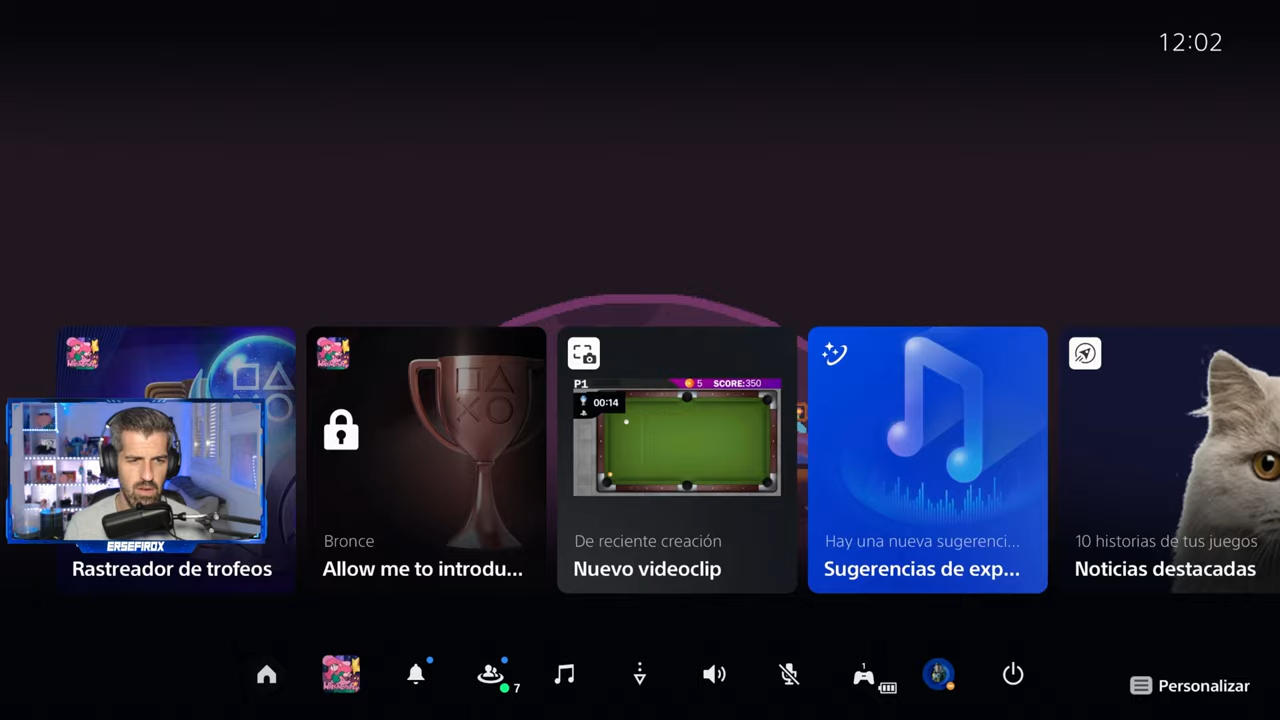 12:02
Rastreador de trofeos
Bronce
Allow me to introdu...
P1
5
SCORE:350
00:14
De reciente creación
Nuevo videoclip
Hay una nueva sugerenci...
Sugerencias de exp...
10 historias de tus juegos
Noticias destacadas
ERSEFIROX
7
1
Personalizar